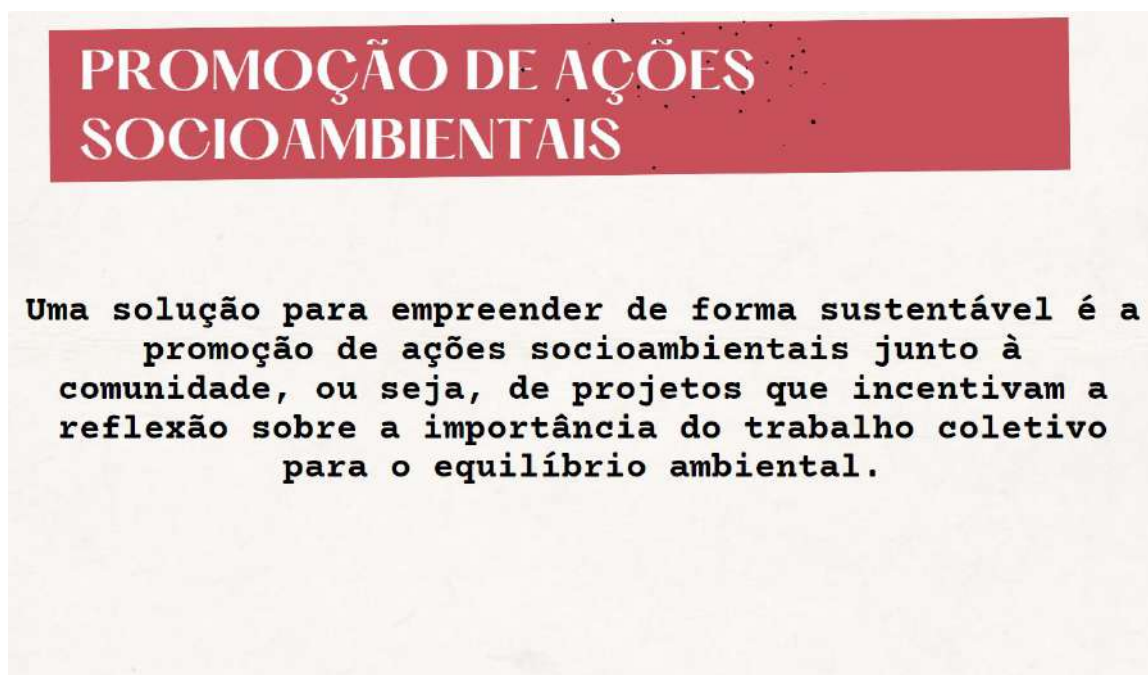 PROMOÇÃO DE AÇÕES
SOCIOAMBIENTAIS
Uma solução para empreender de forma sustentável é a
promoção de ações socioambientais junto à
comunidade, ou seja, de projetos que incentivam a
reflexão sobre a importância do trabalho coletivo
para o equilíbrio ambiental.